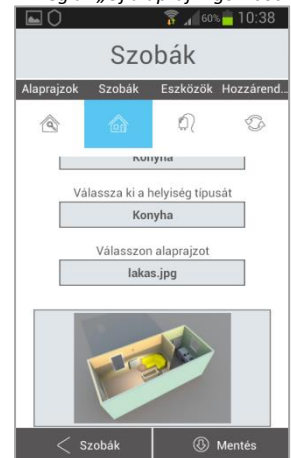 60% 10:38
Szobák
Alaprajzok Szobák Eszközök Hozzárend...
Konyha
Válassza ki a helyiség típusát
Konyha
Válasszon alaprajzot
lakas.jpg
< Szobák Mentés